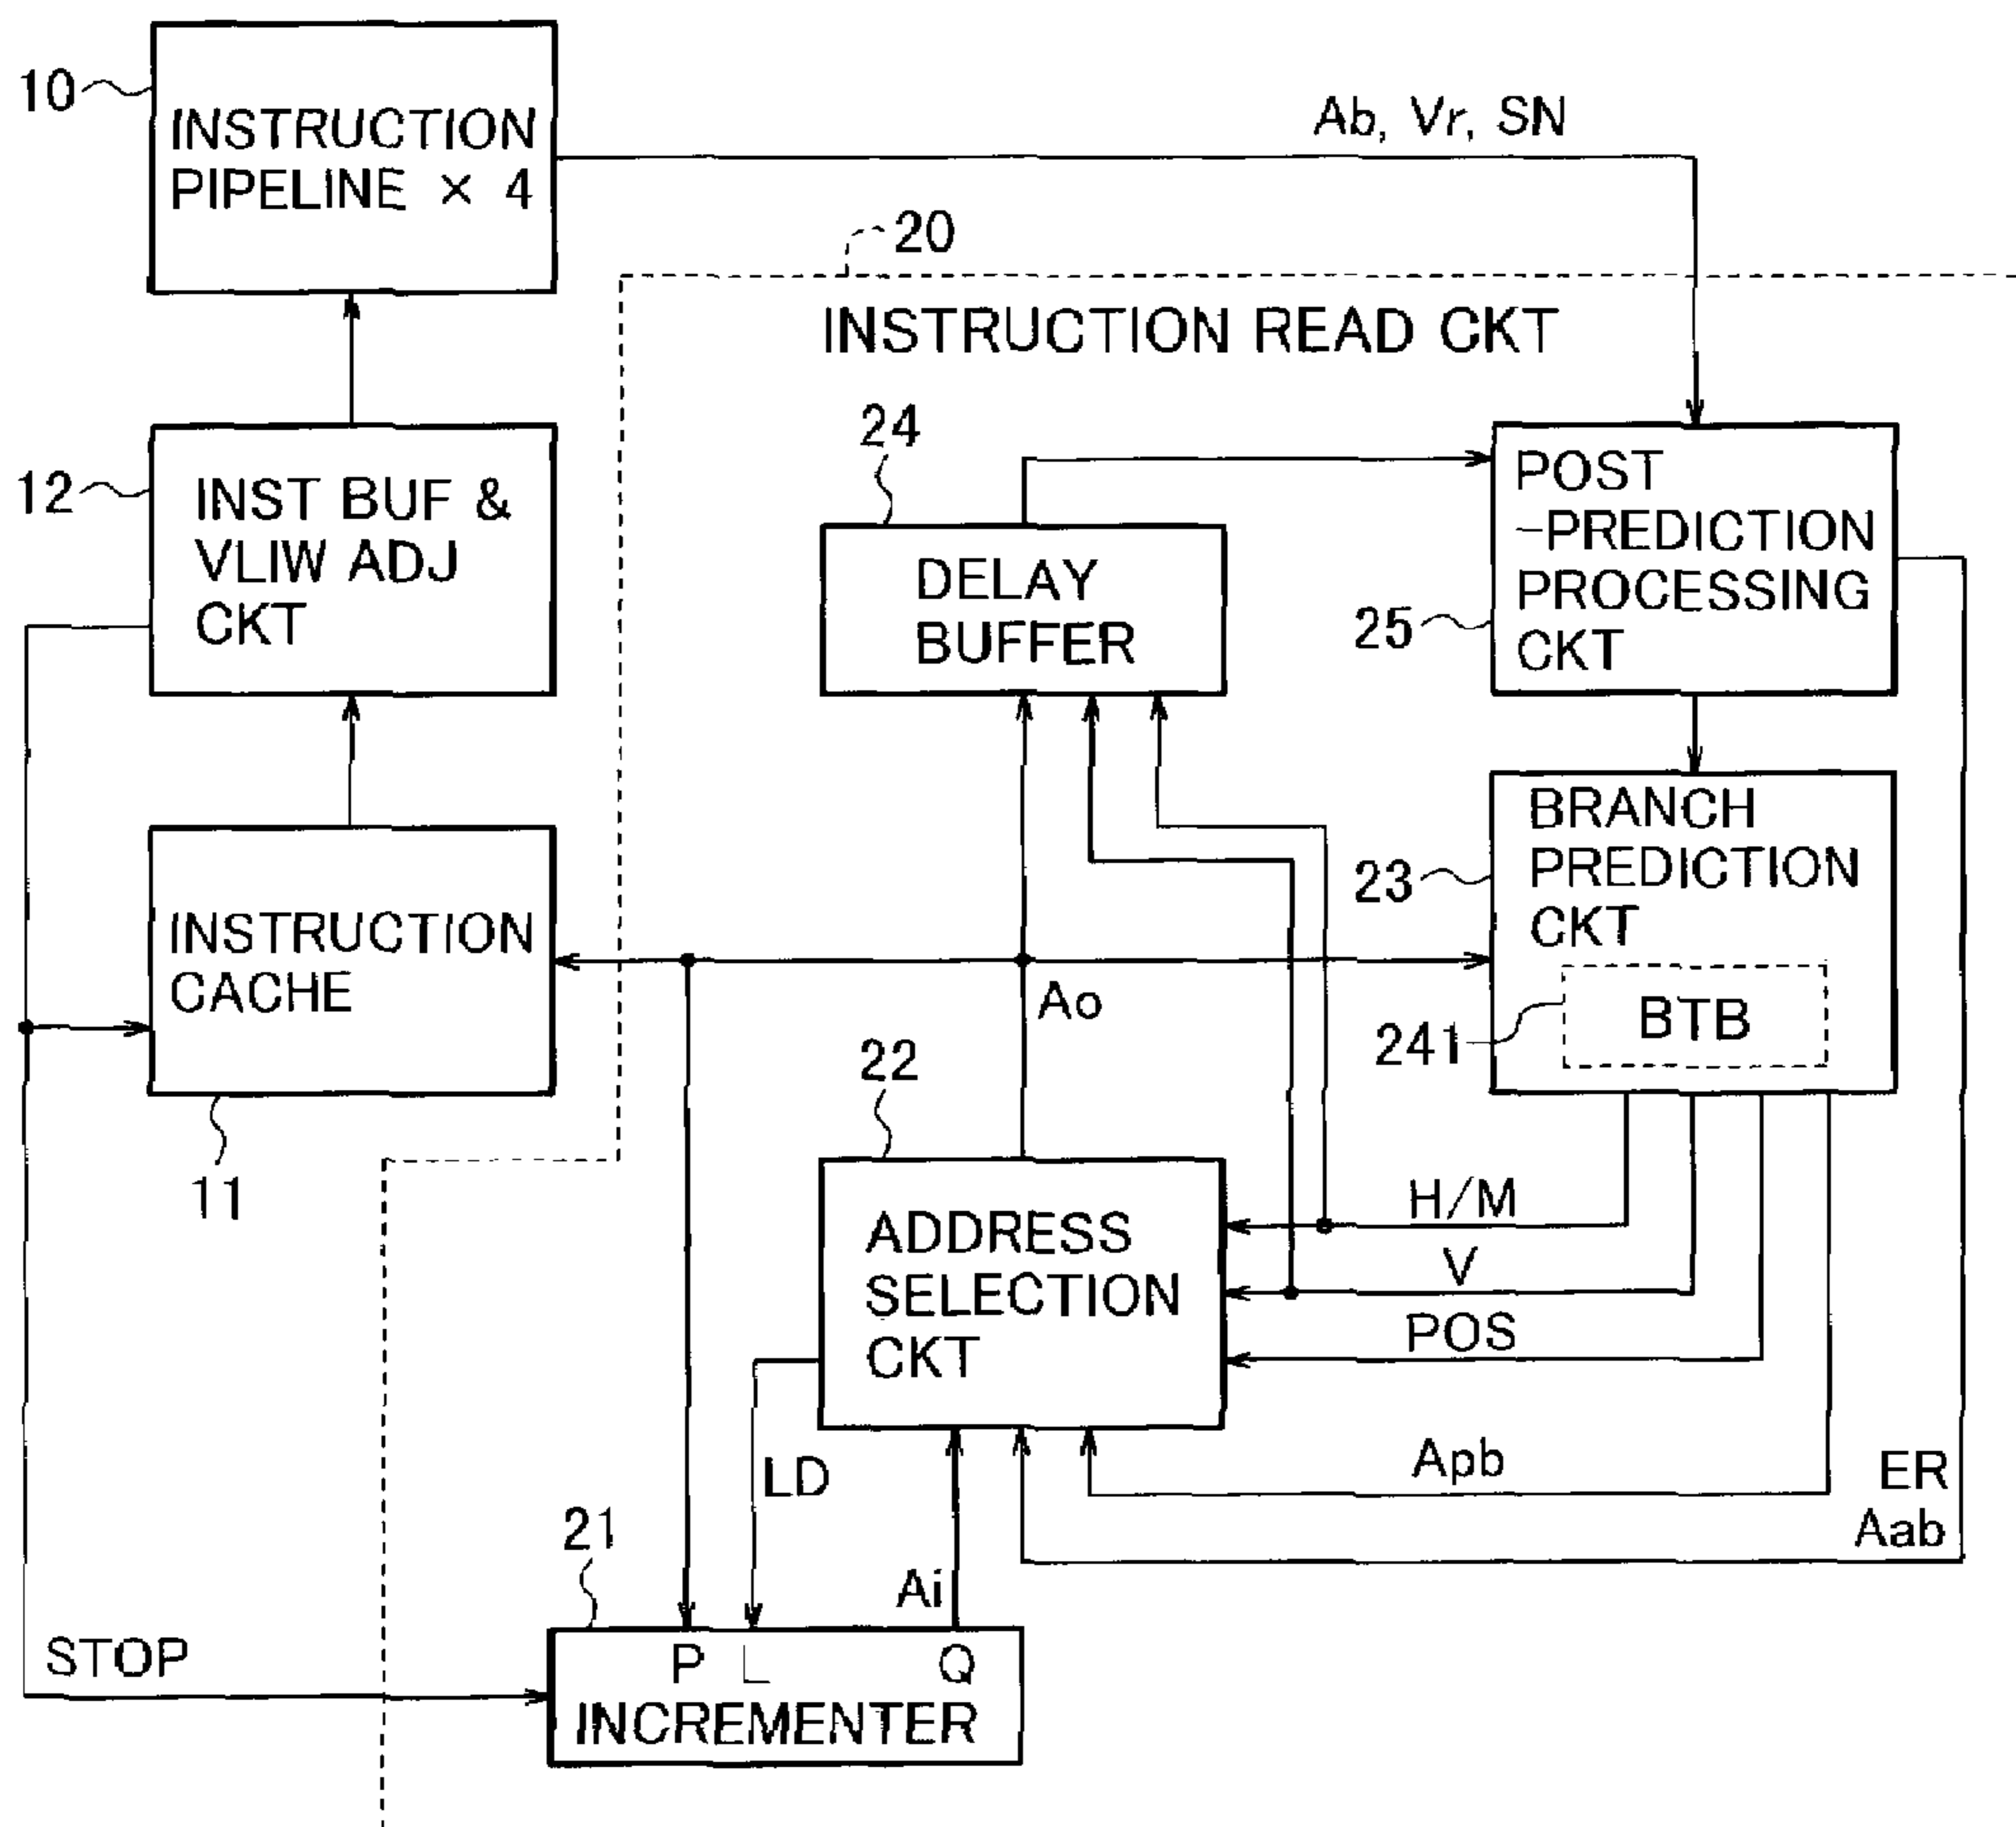 10
INSTRUCTION
PIPELINE × 4
Ab, Vr, SN
20
INSTRUCTION READ CKT
12
INST BUF &
VLIW ADJ
CKT
24
DELAY
BUFFER
25
POST
-PREDICTION
PROCESSING
CKT
INSTRUCTION
CACHE
11
23
BRANCH
PREDICTION
CKT
241
BTB
Ao
22
ADDRESS
SELECTION
CKT
H/M
V
POS
Apb
ER
Aab
LD
Ai
21
STOP
P L Q
INCREMENTER